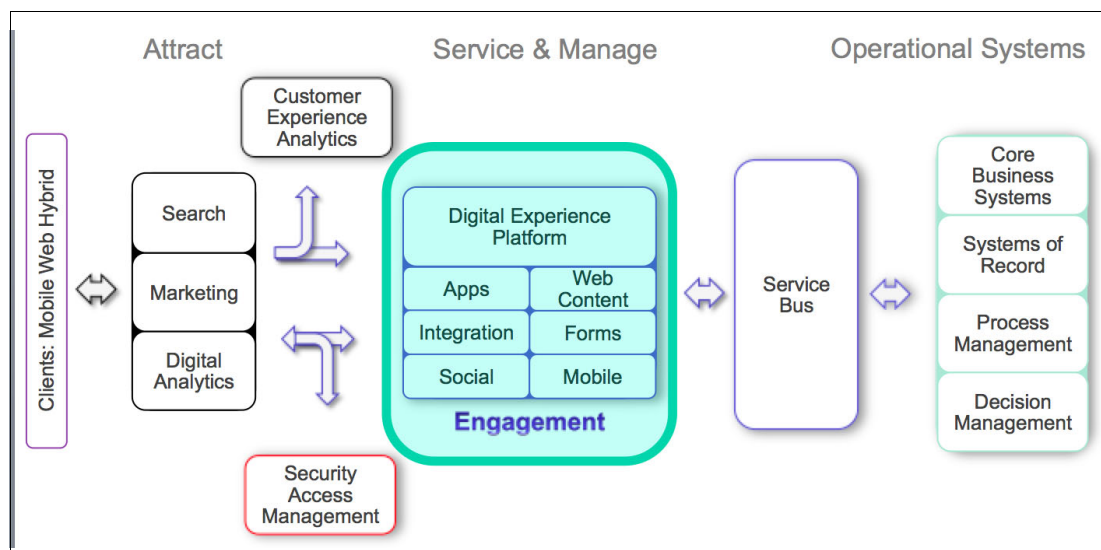 Attract
Service & Manage
Operational Systems
Clients: Mobile Web Hybrid
Customer
Experience
Analytics
Search
Marketing
Digital
Analytics
Security
Access
Management
Digital Experience
Platform
Apps
Web
Content
Integration
Forms
Social
Mobile
Engagement
Service
Bus
Core
Business
Systems
Systems of
Record
Process
Management
Decision
Management